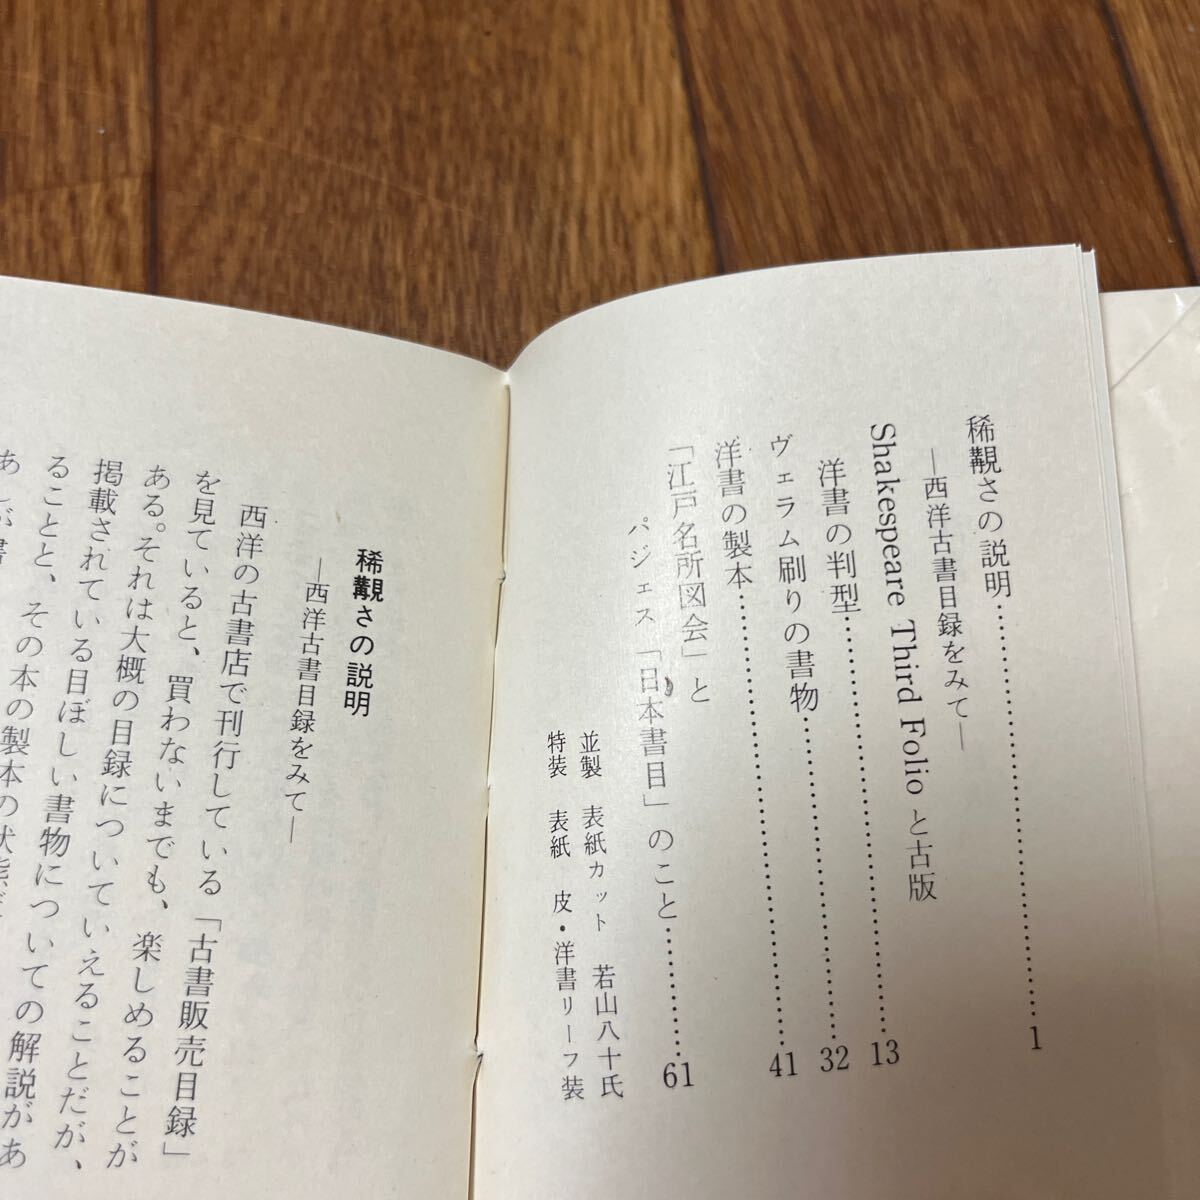 稀覯さの説明……………………1
―西洋古書目録をみて―
Shakespeare Third Folio と古版
洋書の判型……………………13
ヴェラム刷りの書物……………………32
洋書の製本……………………41
「江戸名所図会」と
パジェス「日本書目」のこと…………61
並製 表紙カット 若山八十氏
特装 表紙 皮・洋書リーフ装
稀覯さの説明
―西洋古書目録をみて―
西洋の古書店で刊行している「古書販売目録」
を見ていると、買わないまでも、楽しめることが
ある。それは大概の目録についていえることだが、
掲載されている目ぼしい書物についての解説があ
ることと、その本の製本の状態